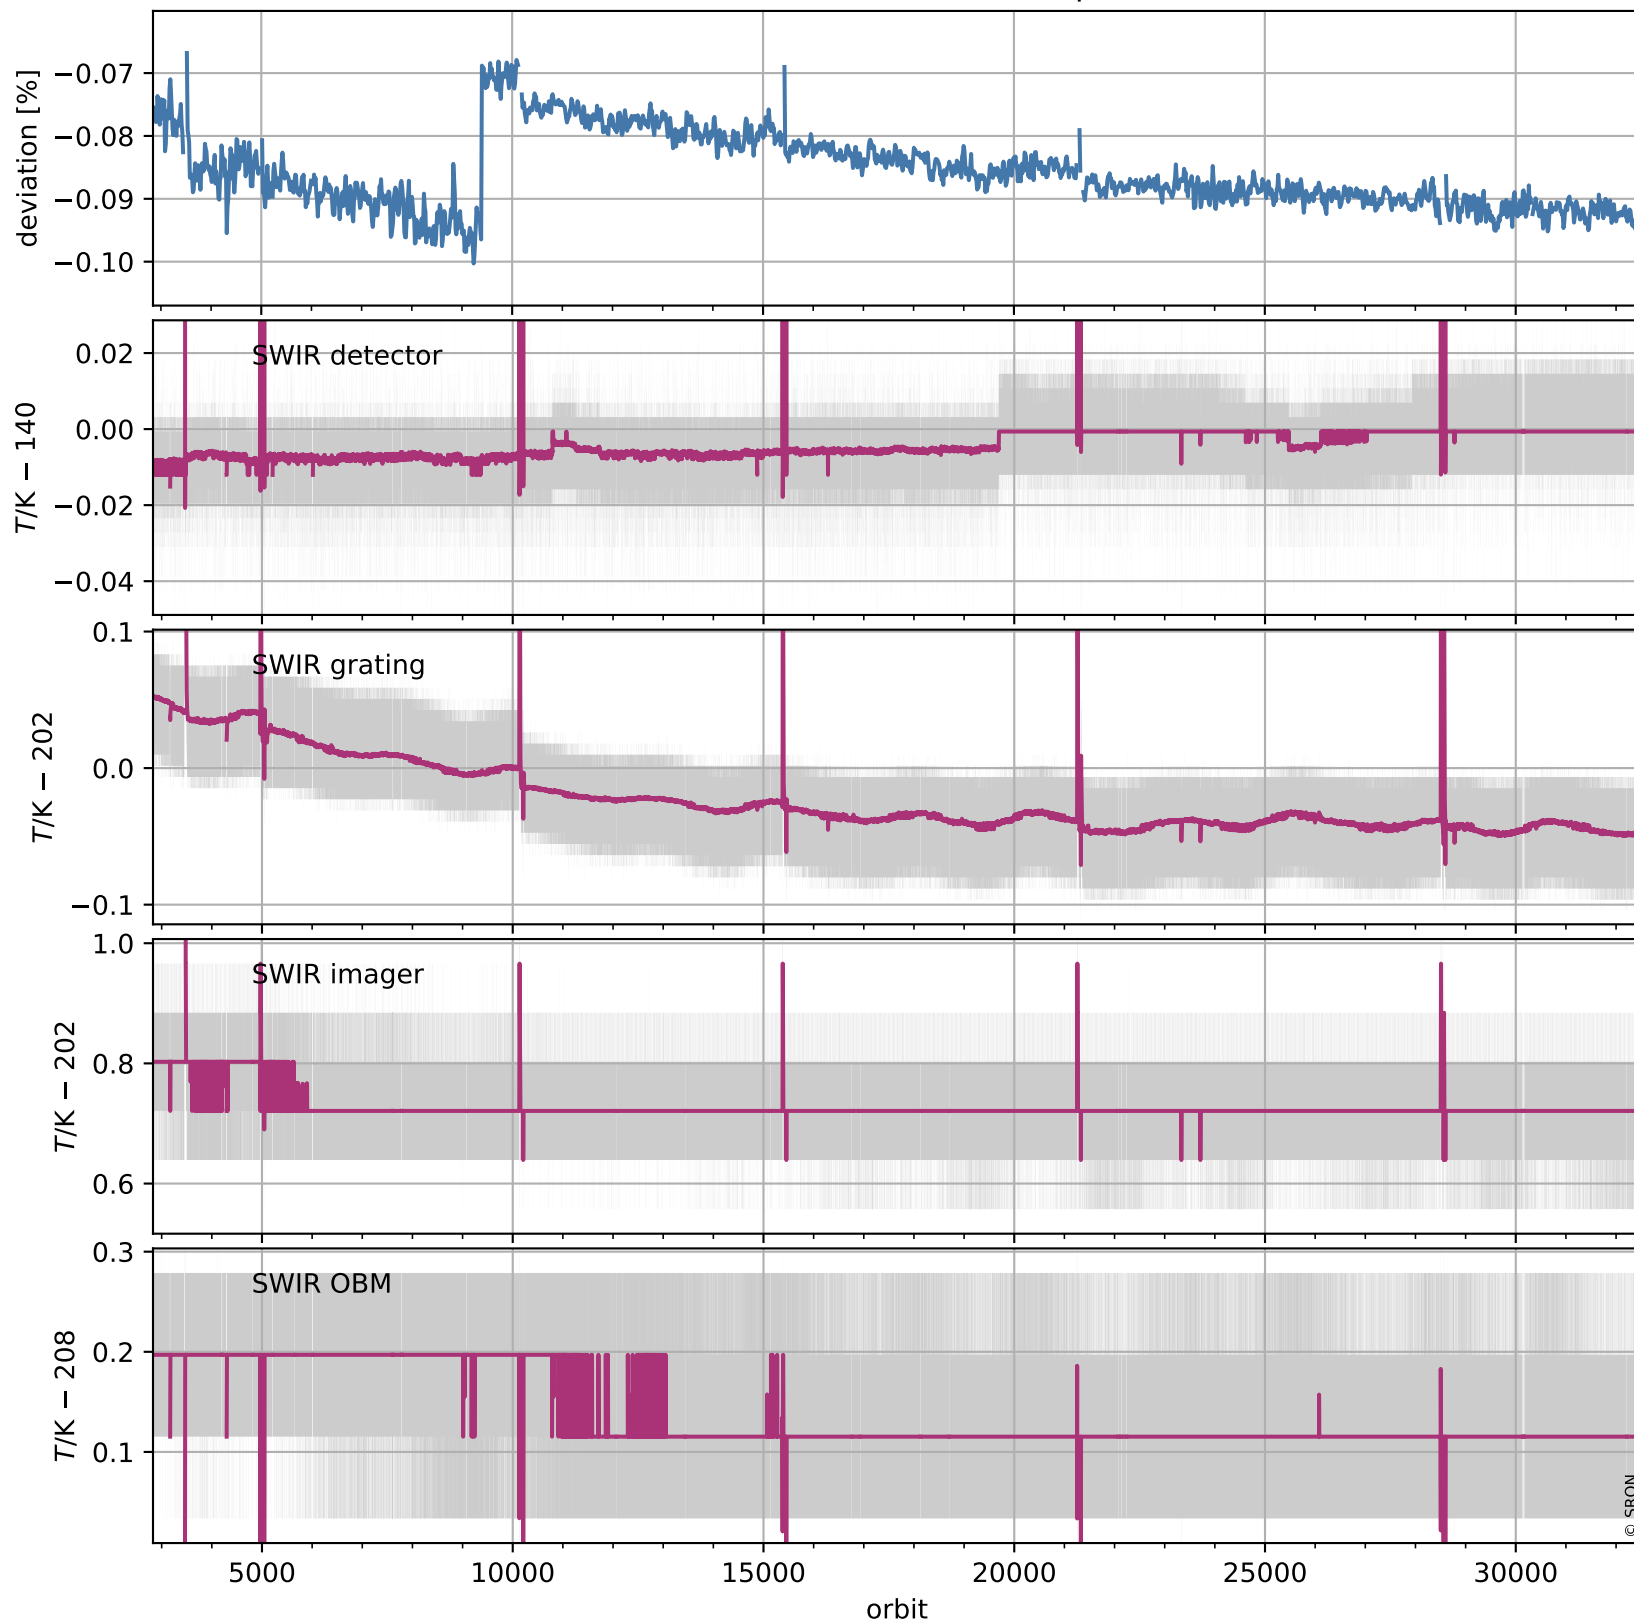 deviation [%]
−0.07
−0.08
−0.09
−0.10
SWIR detector
T/K − 140
0.02
0.00
−0.02
−0.04
SWIR grating
T/K − 202
0.1
0.0
−0.1
SWIR imager
T/K − 202
1.0
0.8
0.6
SWIR OBM
T/K − 208
0.3
0.2
0.1
© SRON
5000 10000 15000 20000 25000 30000
orbit